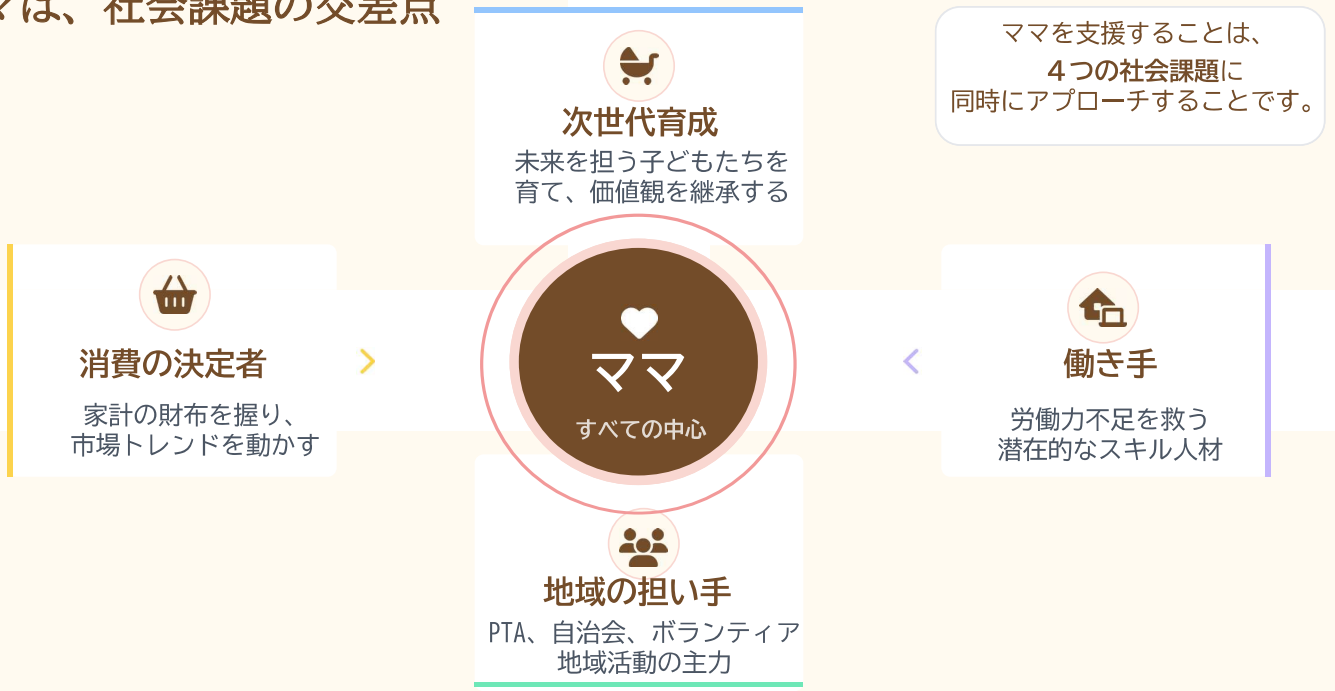 マは、社会課題の交差点
ママを支援することは、
４つの社会課題に
同時にアプローチすることです。
次世代育成
未来を担う子どもたちを
育て、価値観を継承する
消費の決定者
家計の財布を握り、
市場トレンドを動かす
ママ
すべての中心
働き手
労働力不足を救う
潜在的なスキル人材
地域の担い手
PTA、自治会、ボランティア
地域活動の主力